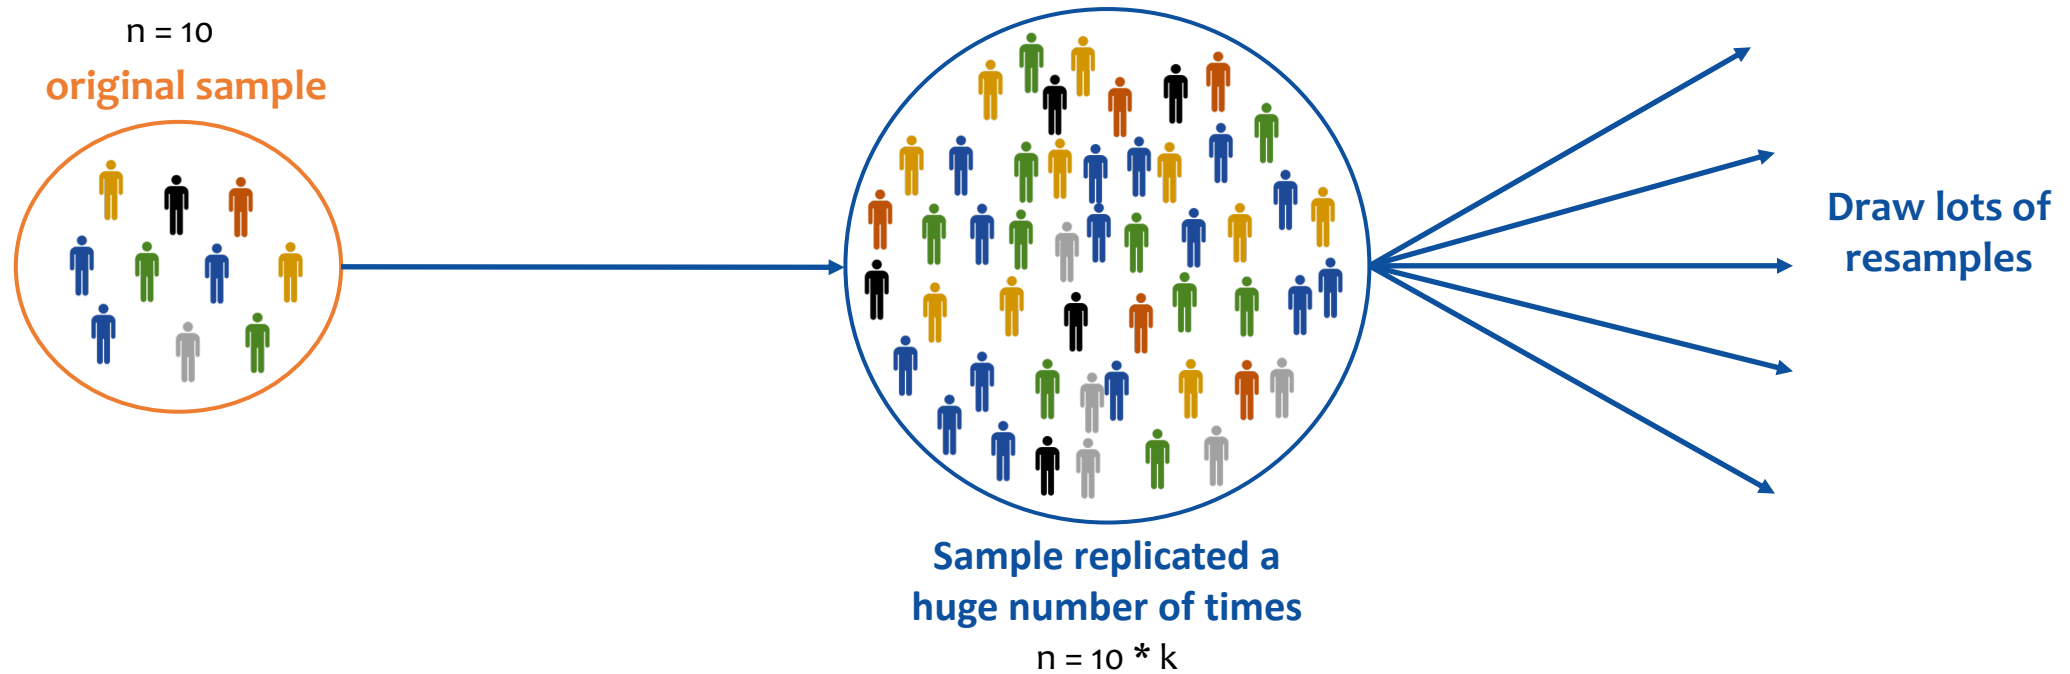 n = 10
original sample
Draw lots of
resamples
Sample replicated a
huge number of times
n = 10 * k